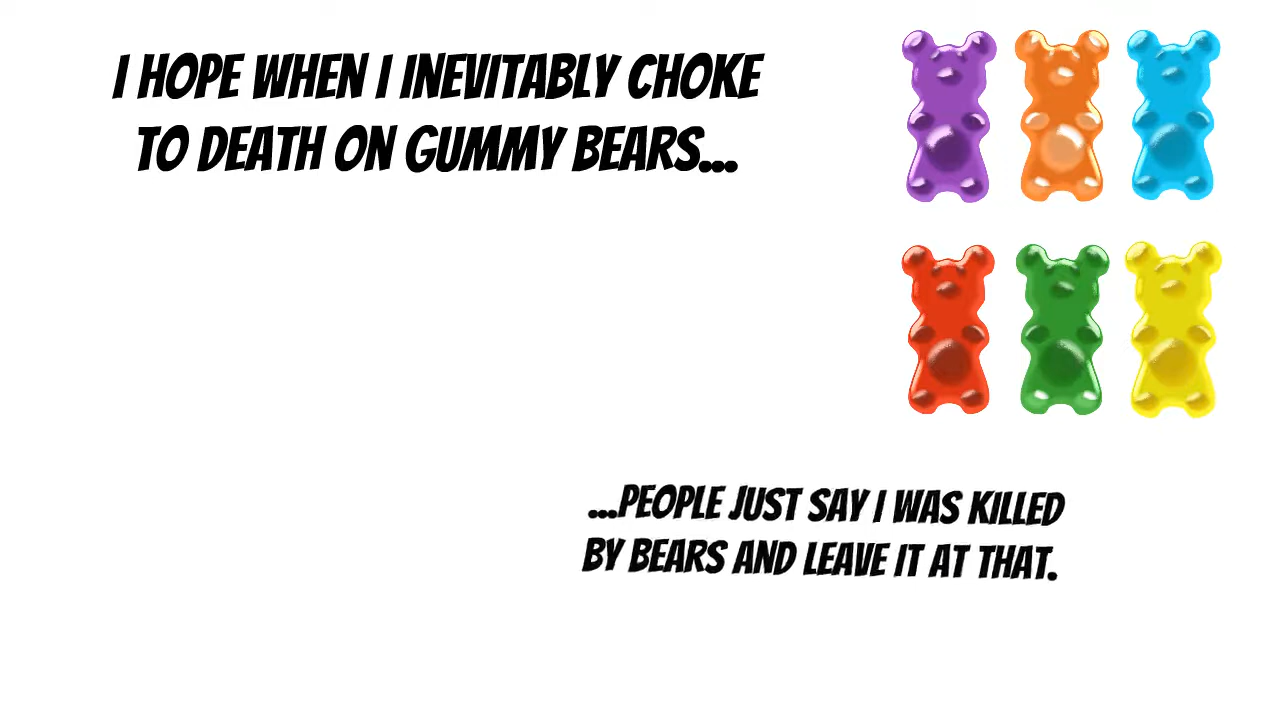 I HOPE WHEN I INEVITABLY CHOKE
TO DEATH ON GUMMY BEARS...
...PEOPLE JUST SAY I WAS KILLED
BY BEARS AND LEAVE IT AT THAT.